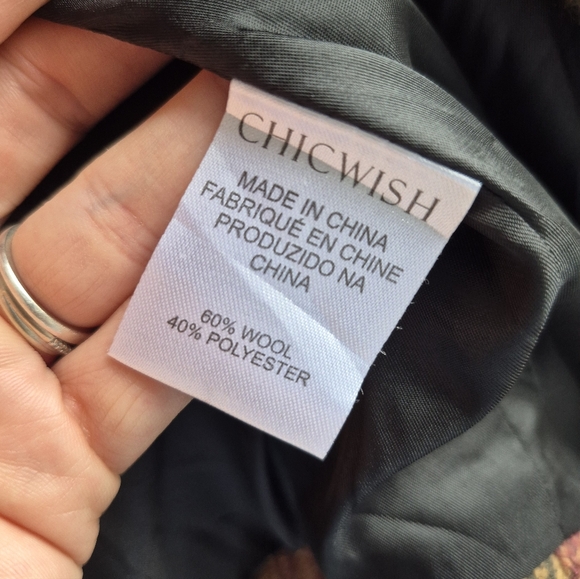 CHICWISH
MADE IN CHINA
FABRIQUÉ EN CHINE
PRODUZIDO NA
CHINA
60% WOOL
40% POLYESTER